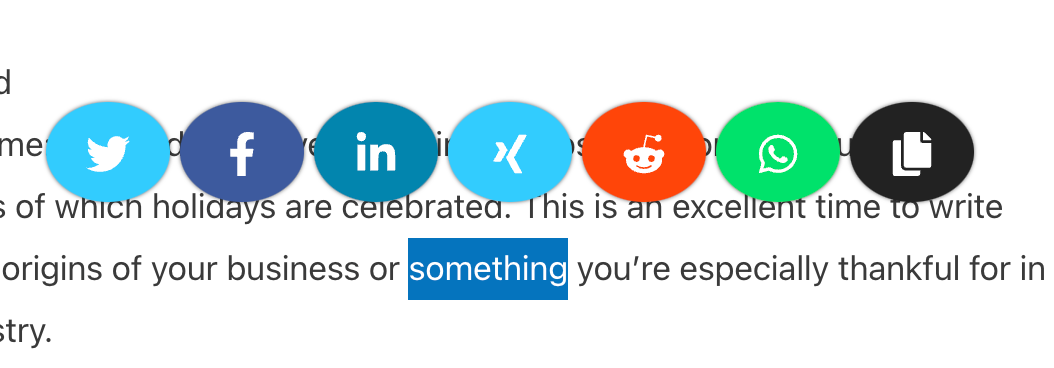 s of which holidays are celebrated. This is an excellent time to write
origins of your business or something you’re especially thankful for in
stry.